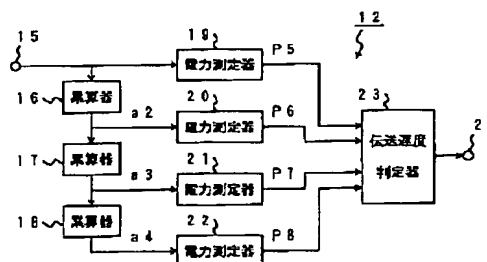 12
15
19
P5
電力測定器
16
累算器
20
a2
P6
電力測定器
23
伝送速度
判定器
2
17
累算器
21
a3
P7
電力測定器
18
累算器
22
a4
P8
電力測定器